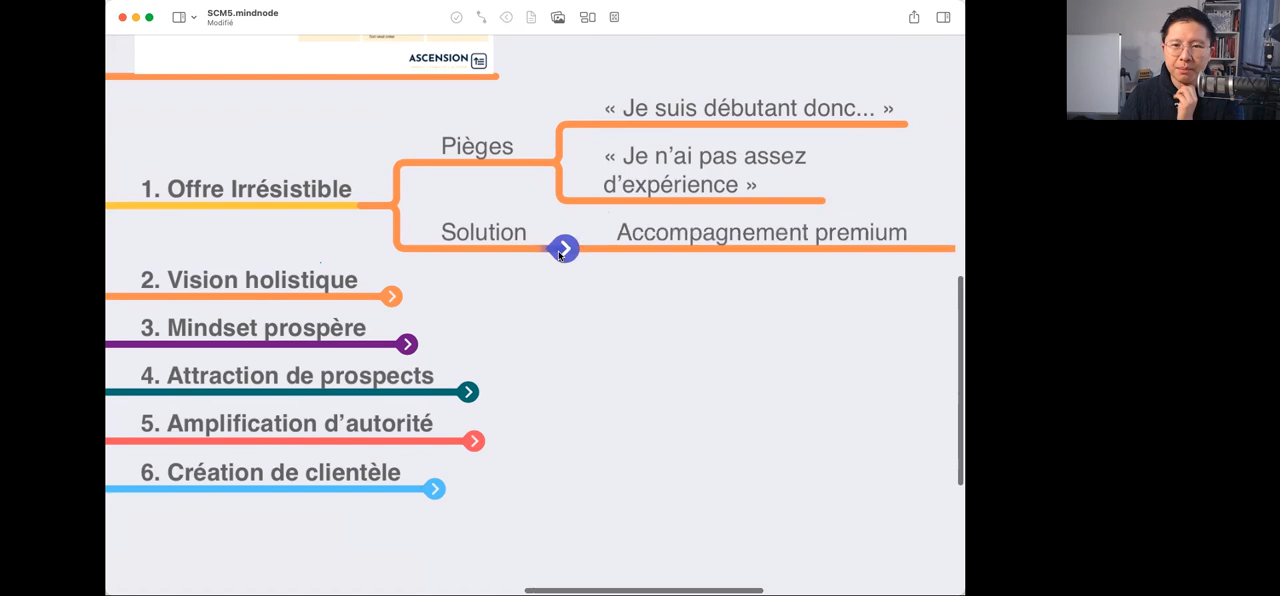 SCM5.mindnode
Modifié
ASCENSION
« Je suis débutant donc... »
Pièges
« Je n’ai pas assez
d’expérience »
1. Offre Irrésistible
Solution
Accompagnement premium
2. Vision holistique
3. Mindset prospère
4. Attraction de prospects
5. Amplification d’autorité
6. Création de clientèle